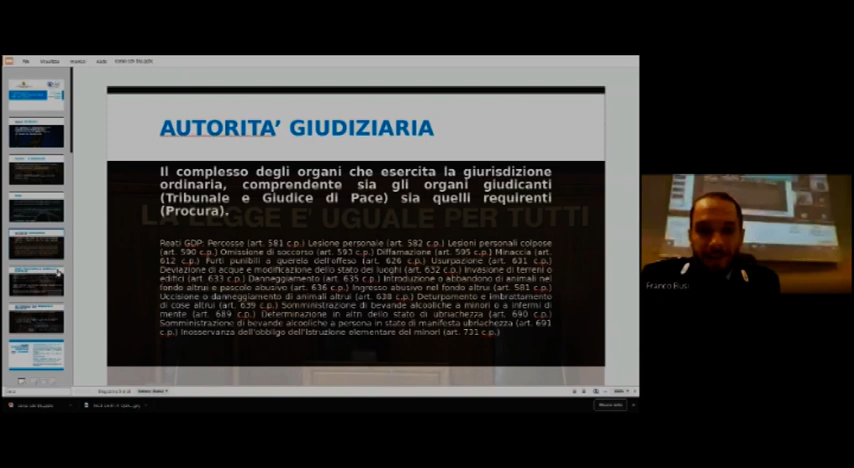 AUTORITA' GIUDIZIARIA
Il complesso degli organi che esercita la giurisdizione
ordinaria, comprendente sia gli organi giudicanti
(Tribunale e Giudice di Pace) sia quelli requirenti
(Procura).
LA LEGGE E' UGUALE PER TUTTI
Reati GDP: Percosse (art. 581 c.p.) Lesione personale (art. 582 c.p.) Lesioni personali colpose
(art. 590 c.p.) Omissione di soccorso (art. 593 c.p.) Diffamazione (art. 595 c.p.) Minaccia (art.
612 c.p.) Furti punibili a querela dell'offeso (art. 626 c.p.) Usurpazione (art. 631 c.p.)
Deviazione di acque e modificazione dello stato dei luoghi (art. 632 c.p.) Invasione di terreni o
edifici (art. 633 c.p.) Danneggiamento (art. 635 c.p.) Introduzione o abbandono di animali nel
fondo altrui e pascolo abusivo (art. 636 c.p.) Ingresso abusivo nel fondo altrui (art. 581 c.p.)
Uccisione o danneggiamento di animali altrui (art. 638 c.p.) Deturpamento e imbrattamento
di cose altrui (art. 639 c.p.) Somministrazione di bevande alcooliche a minori o a infermi di
mente (art. 689 c.p.) Determinazione in altri dello stato di ubriachezza (art. 690 c.p.)
Somministrazione di bevande alcooliche a persona in stato di manifesta ubriachezza (art. 691
c.p.) Inosservanza dell'obbligo dell'istruzione elementare dei minori (art. 731 c.p.)
Franco